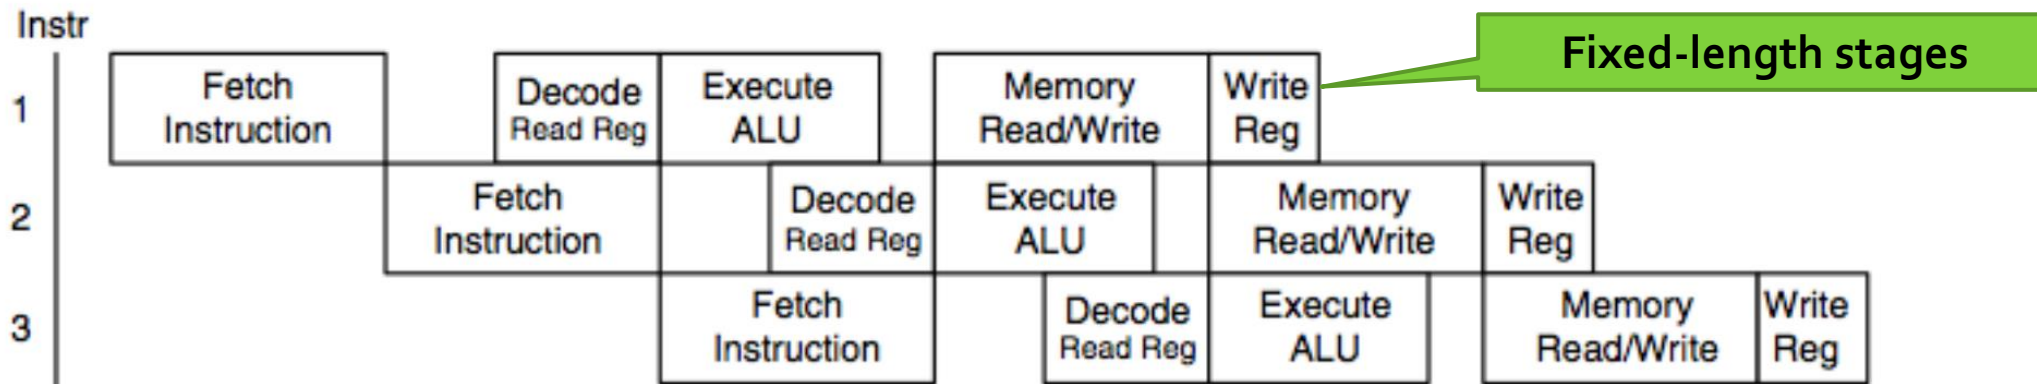 Instr
Fixed-length stages
1
Fetch
Instruction
Decode
Read Reg
Execute
ALU
Memory
Read/Write
Write
Reg
2
Fetch
Instruction
Decode
Read Reg
Execute
ALU
Memory
Read/Write
Write
Reg
3
Fetch
Instruction
Decode
Read Reg
Execute
ALU
Memory
Read/Write
Write
Reg